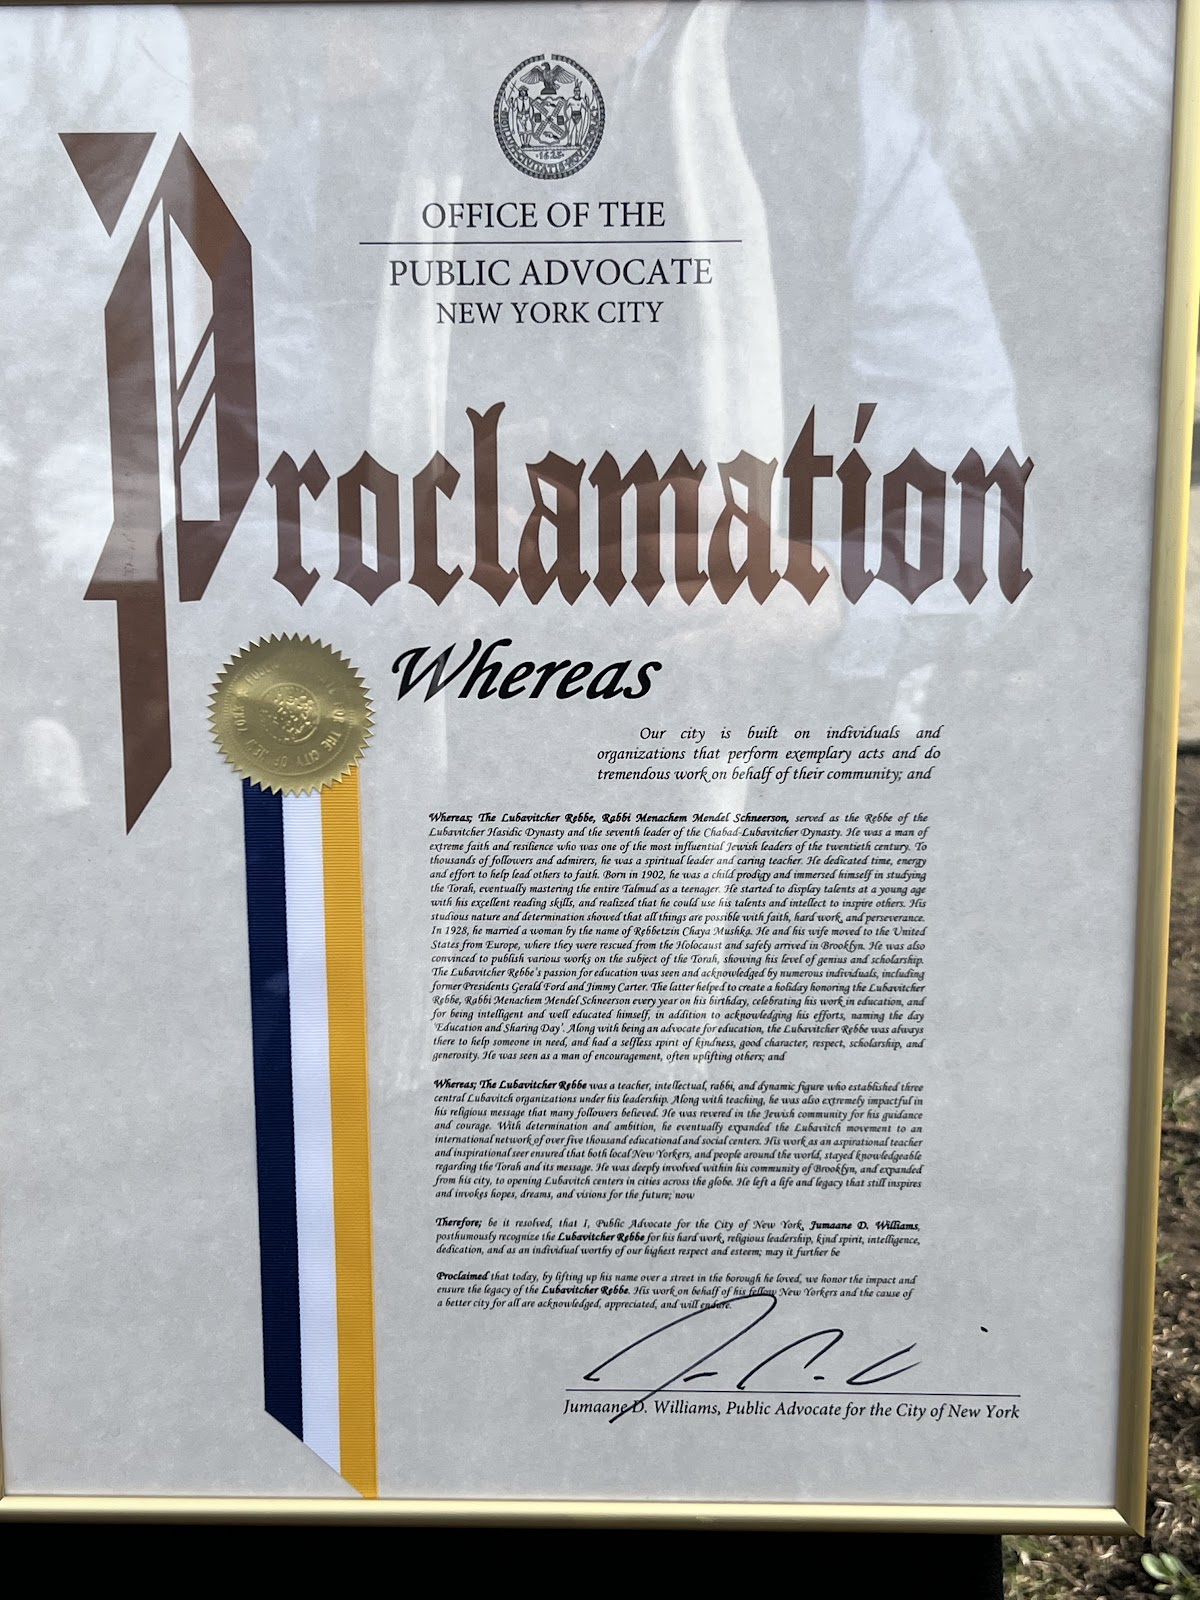 OFFICE OF THE
PUBLIC ADVOCATE
NEW YORK CITY
Proclamation
Whereas
Our city is built on individuals and
organizations that perform exemplary acts and do
tremendous work on behalf of their community; and
Whereas; The Lubavitcher Rebbe, Rabbi Menachem Mendel Schneerson, served as the Rebbe of the
Lubavitcher Hasidic Dynasty and the seventh leader of the Chabad-Lubavitcher Dynasty. He was a man of
extreme faith and resilience who was one of the most influential Jewish leaders of the twentieth century. To
thousands of followers and admirers, he was a spiritual leader and caring teacher. He dedicated time, energy
and effort to help lead others to faith. Born in 1902, he was a child prodigy and immersed himself in studying
the Torah, eventually mastering the entire Talmud as a teenager. He started to display talents at a young age
with his excellent reading skills, and realized that he could use his talents and intellect to inspire others. His
studious nature and determination showed that all things are possible with faith, hard work, and perseverance.
In 1928, he married a woman by the name of Rebbetzin Chaya Mushka. He and his wife moved to the United
States from Europe, where they were rescued from the Holocaust and safely arrived in Brooklyn. He was also
convinced to publish various works on the subject of the Torah, showing his level of genius and scholarship.
The Lubavitcher Rebbe's passion for education was seen and acknowledged by numerous individuals, including
former Presidents Gerald Ford and Jimmy Carter. The latter helped to create a holiday honoring the Lubavitcher
Rebbe, Rabbi Menachem Mendel Schneerson every year on his birthday, celebrating his work in education, and
for being intelligent and well educated himself, in addition to acknowledging his efforts, naming the day
'Education and Sharing Day'. Along with being an advocate for education, the Lubavitcher Rebbe was always
there to help someone in need, and had a selfless spirit of kindness, good character, respect, scholarship, and
generosity. He was seen as a man of encouragement, often uplifting others; and
Whereas; The Lubavitcher Rebbe was a teacher, intellectual, rabbi, and dynamic figure who established three
central Lubavitch organizations under his leadership. Along with teaching, he was also extremely impactful in
his religious message that many followers believed. He was revered in the Jewish community for his guidance
and courage. With determination and ambition, he eventually expanded the Lubavitch movement to an
international network of over five thousand educational and social centers. His work as an aspirational teacher
and inspirational seer ensured that both local New Yorkers, and people around the world, stayed knowledgeable
regarding the Torah and its message. He was deeply involved within his community of Brooklyn, and expanded
from his city, to opening Lubavitch centers in cities across the globe. He left a life and legacy that still inspires
and invokes hopes, dreams, and visions for the future; now
Therefore; be it resolved, that I, Public Advocate for the City of New York, Jumaane D. Williams,
posthumously recognize the Lubavitcher Rebbe for his hard work, religious leadership, kind spirit, intelligence,
dedication, and as an individual worthy of our highest respect and esteem; may it further be
Proclaimed that today, by lifting up his name over a street in the borough he loved, we honor the impact and
ensure the legacy of the Lubavitcher Rebbe. His work on behalf of his fellow New Yorkers and the cause of
a better city for all are acknowledged, appreciated, and will endure.
Jumaane D. Williams, Public Advocate for the City of New York